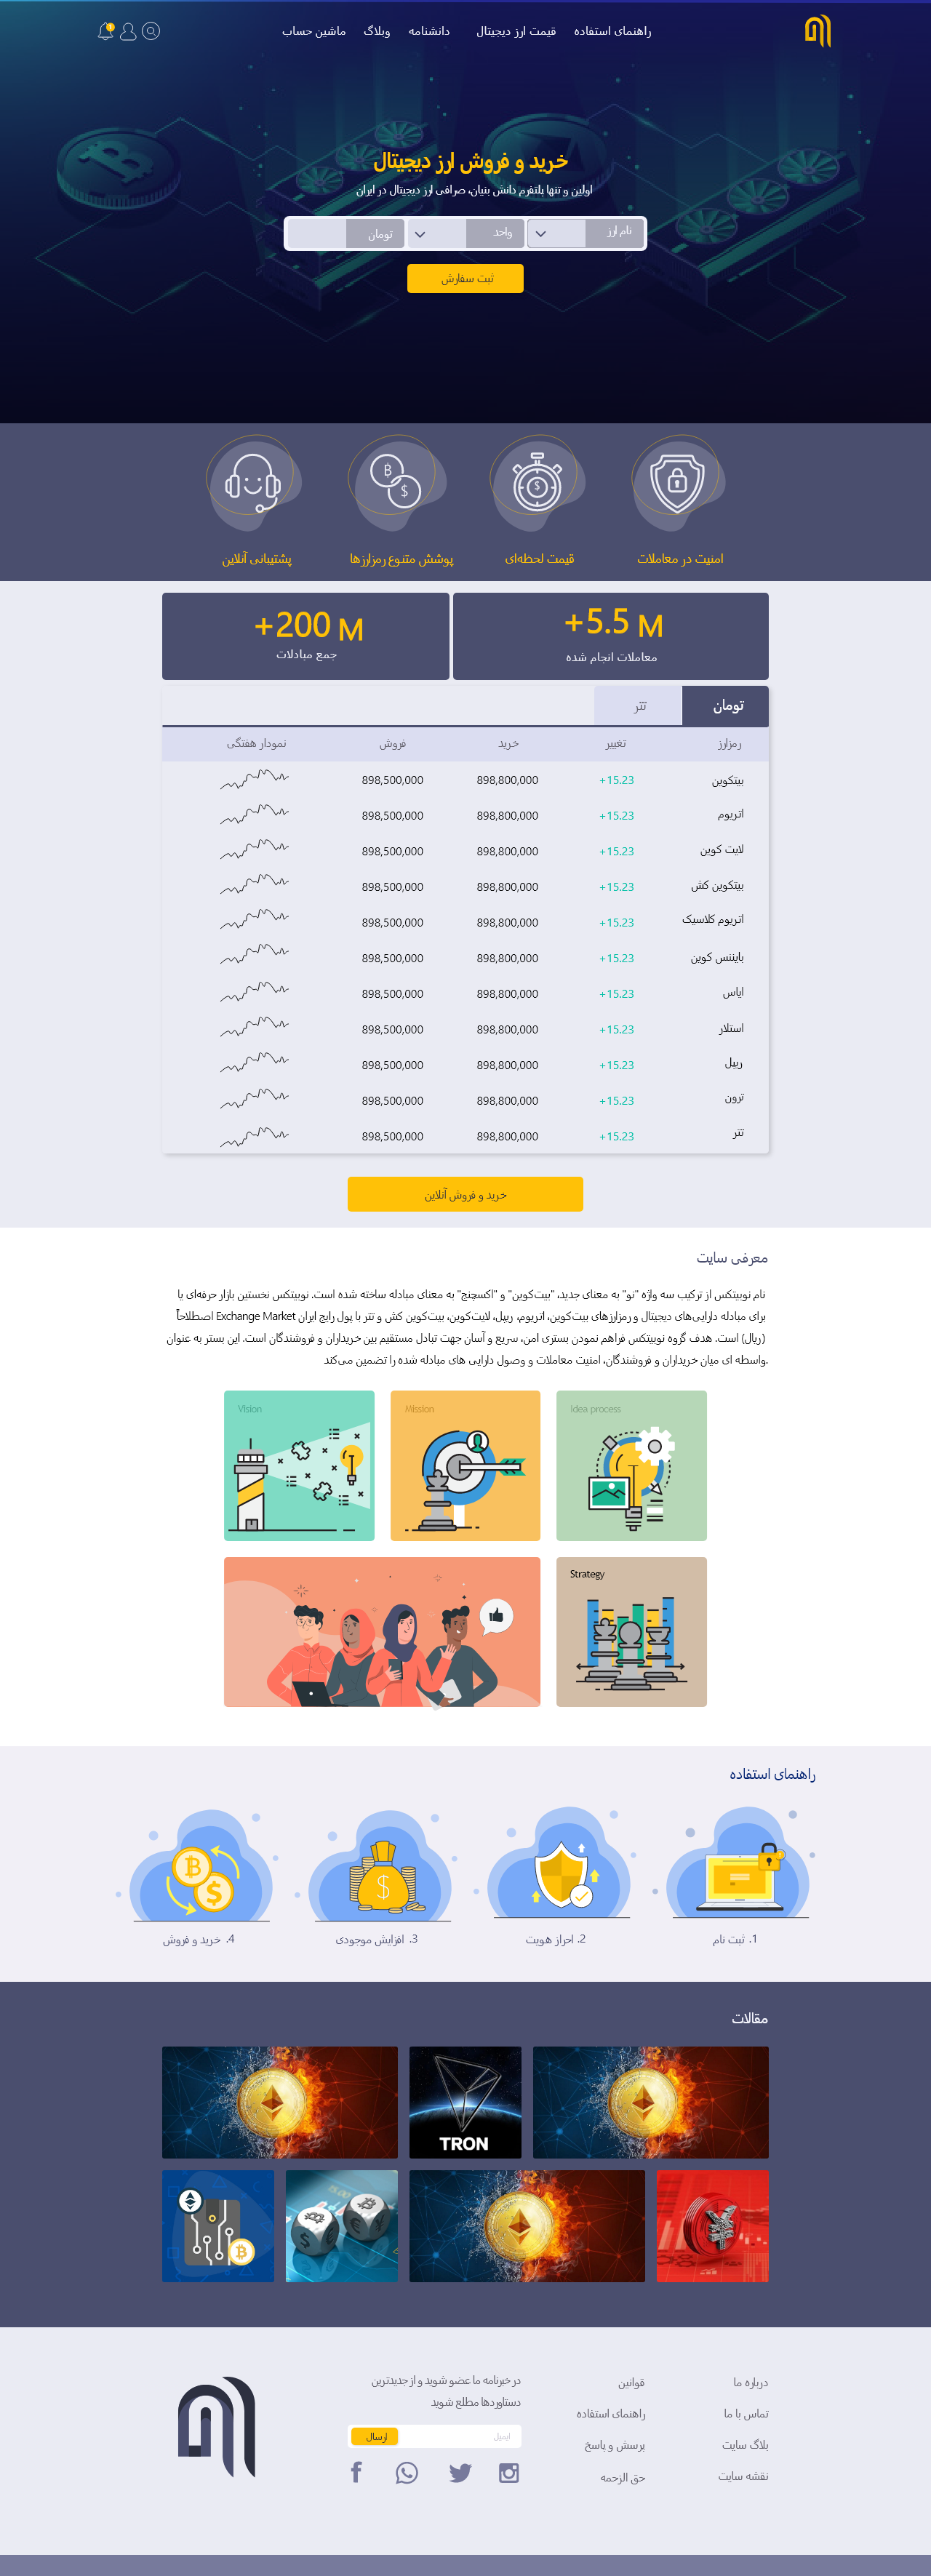 راهنمای استفاده قیمت ارز دیجیتال دانشنامه وبلاگ ماشین حساب
خرید و فروش ارز دیجیتال
اولین و تنها پلتفرم دانش بنیان، صرافی ارز دیجیتال در ایران
نام ارز واحد تومان
ثبت سفارش
امنیت در معاملات قیمت لحظه‌ای پوشش متنوع رمزارزها پشتیبانی آنلاین
+5.5 M +200 M
معاملات انجام شده جمع مبادلات
تومان تتر
رمزارز تغییر خرید فروش نمودار هفتگی
بیتکوین +15.23 898,800,000 898,500,000
اتریوم +15.23 898,800,000 898,500,000
لایت کوین +15.23 898,800,000 898,500,000
بیتکوین کش +15.23 898,800,000 898,500,000
اتریوم کلاسیک +15.23 898,800,000 898,500,000
بایننس کوین +15.23 898,800,000 898,500,000
ایاس +15.23 898,800,000 898,500,000
استلار +15.23 898,800,000 898,500,000
ریپل +15.23 898,800,000 898,500,000
ترون +15.23 898,800,000 898,500,000
تتر +15.23 898,800,000 898,500,000
خرید و فروش آنلاین
معرفی سایت
نام نوبیتکس از ترکیب سه واژه "نو" به معنای جدید، "بیت‌کوین" و "اکسچنج" به معنای مبادله ساخته شده است. نوبیتکس نخستین بازار حرفه‌ای یا
اصطلاحاً Exchange Market برای مبادله دارایی‌های دیجیتال و رمزارزهای بیت‌کوین، اتریوم، ریپل، لایت‌کوین، بیت‌کوین کش و تتر با پول رایج ایران
(ریال) است. هدف گروه نوبیتکس فراهم نمودن بستری امن، سریع و آسان جهت تبادل مستقیم بین خریداران و فروشندگان است. این بستر به عنوان
واسطه ای میان خریداران و فروشندگان، امنیت معاملات و وصول دارایی های مبادله شده را تضمین می‌کند.
Vision Mission Idea process
Strategy
راهنمای استفاده
1. ثبت نام 2. احراز هویت 3. افزایش موجودی 4. خرید و فروش
مقالات
TRON
درباره ما قوانین در خبرنامه ما عضو شوید و از جدیدترین
تماس با ما راهنمای استفاده دستاوردها مطلع شوید
بلاگ سایت پرسش و پاسخ ایمیل ارسال
نقشه سایت حق الزحمه